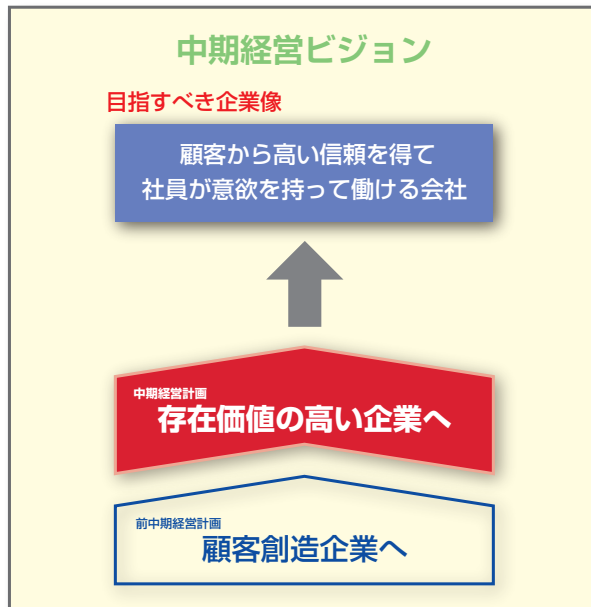 中期経営ビジョン
目指すべき企業像
顧客から高い信頼を得て
社員が意欲を持って働ける会社
中期経営計画
存在価値の高い企業へ
前中期経営計画
顧客創造企業へ